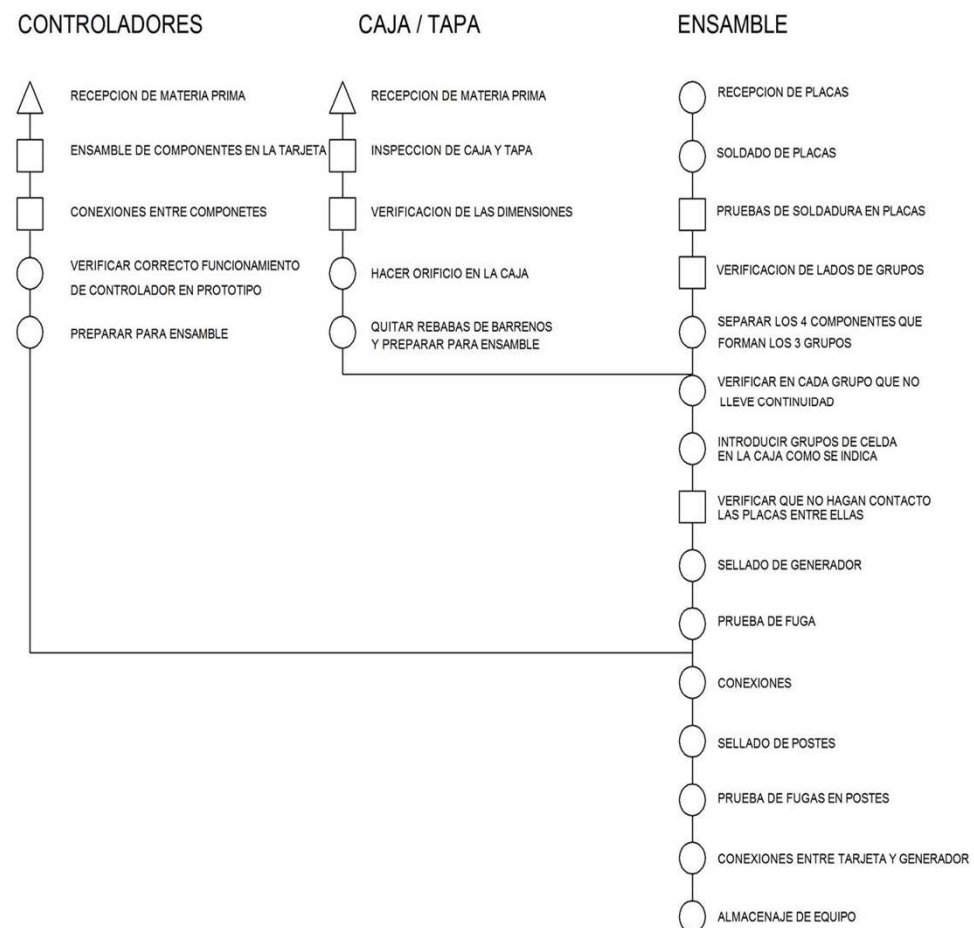 CONTROLADORES
RECEPCION DE MATERIA PRIMA
ENSAMBLE DE COMPONENTES EN LA TARJETA
CONEXIONES ENTRE COMPONETES
VERIFICAR CORRECTO FUNCIONAMIENTO
DE CONTROLADOR EN PROTOTIPO
PREPARAR PARA ENSAMBLE
CAJA / TAPA
RECEPCION DE MATERIA PRIMA
INSPECCION DE CAJA Y TAPA
VERIFICACION DE LAS DIMENSIONES
HACER ORIFICIO EN LA CAJA
QUITAR REBABAS DE BARRENOS
Y PREPARAR PARA ENSAMBLE
ENSAMBLE
RECEPCION DE PLACAS
SOLDADO DE PLACAS
PRUEBAS DE SOLDADURA EN PLACAS
VERIFICACION DE LADOS DE GRUPOS
SEPARAR LOS 4 COMPONENTES QUE
FORMAN LOS 3 GRUPOS
VERIFICAR EN CADA GRUPO QUE NO
LLEVE CONTINUIDAD
INTRODUCIR GRUPOS DE CELDA
EN LA CAJA COMO SE INDICA
VERIFICAR QUE NO HAGAN CONTACTO
LAS PLACAS ENTRE ELLAS
SELLADO DE GENERADOR
PRUEBA DE FUGA
CONEXIONES
SELLADO DE POSTES
PRUEBA DE FUGAS EN POSTES
CONEXIONES ENTRE TARJETA Y GENERADOR
ALMACENAJE DE EQUIPO